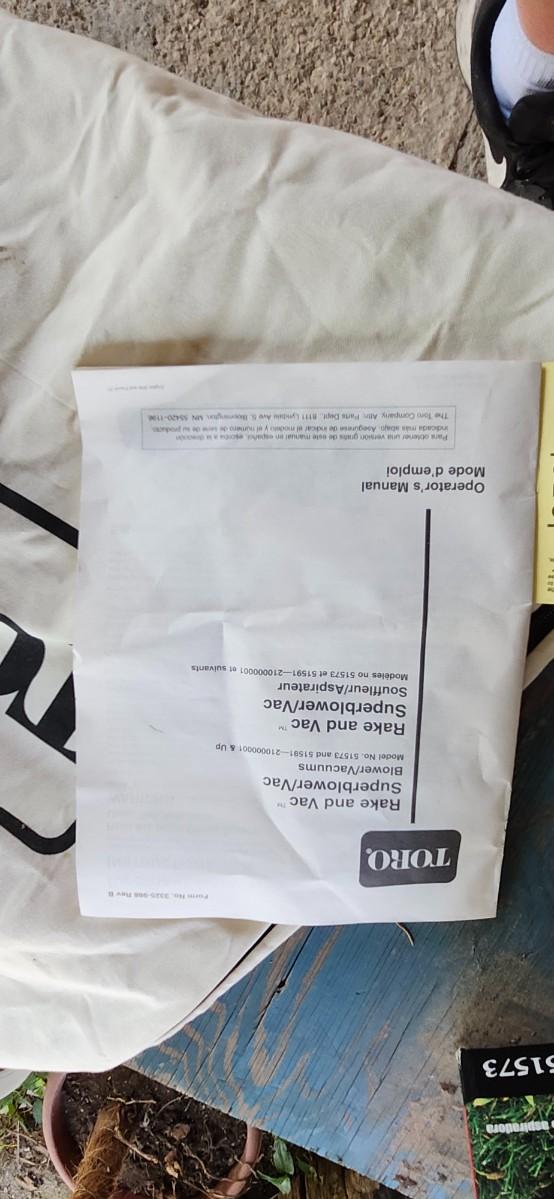 Form No. 3325-988 Rev B
TORO.
Rake and Vac™
Superblower/Vac
Blower/Vacuums
Model No. 51573 and 51591—210000001 & Up
Rake and Vac™
Superblower/Vac
Souffleur/Aspirateur
Modèles no 51573 et 51591—210000001 et suivants
Operator's Manual
Mode d'emploi
Para obtener una versión gratis de este manual en español, escriba a la dirección
indicada más abajo. Asegúrese de indicar el modelo y el número de serie de su producto.
The Toro Company, Attn: Parts Dept., 8111 Lyndale Ave S, Bloomington, MN 55420-1196
51573
aspiradora